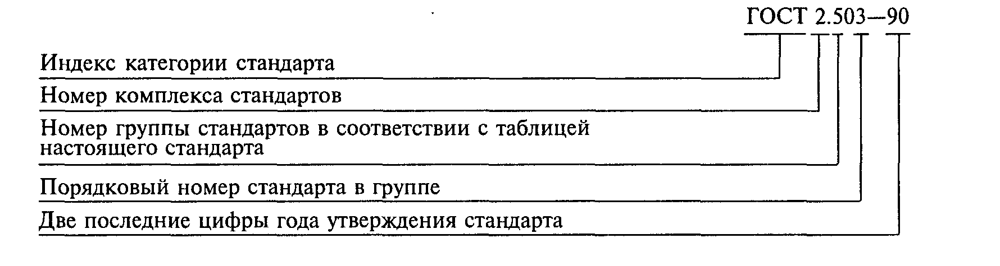 ГОСТ 2.503—90
Индекс категории стандарта
Номер комплекса стандартов
Номер группы стандартов в соответствии с таблицей
настоящего стандарта
Порядковый номер стандарта в группе
Две последние цифры года утверждения стандарта